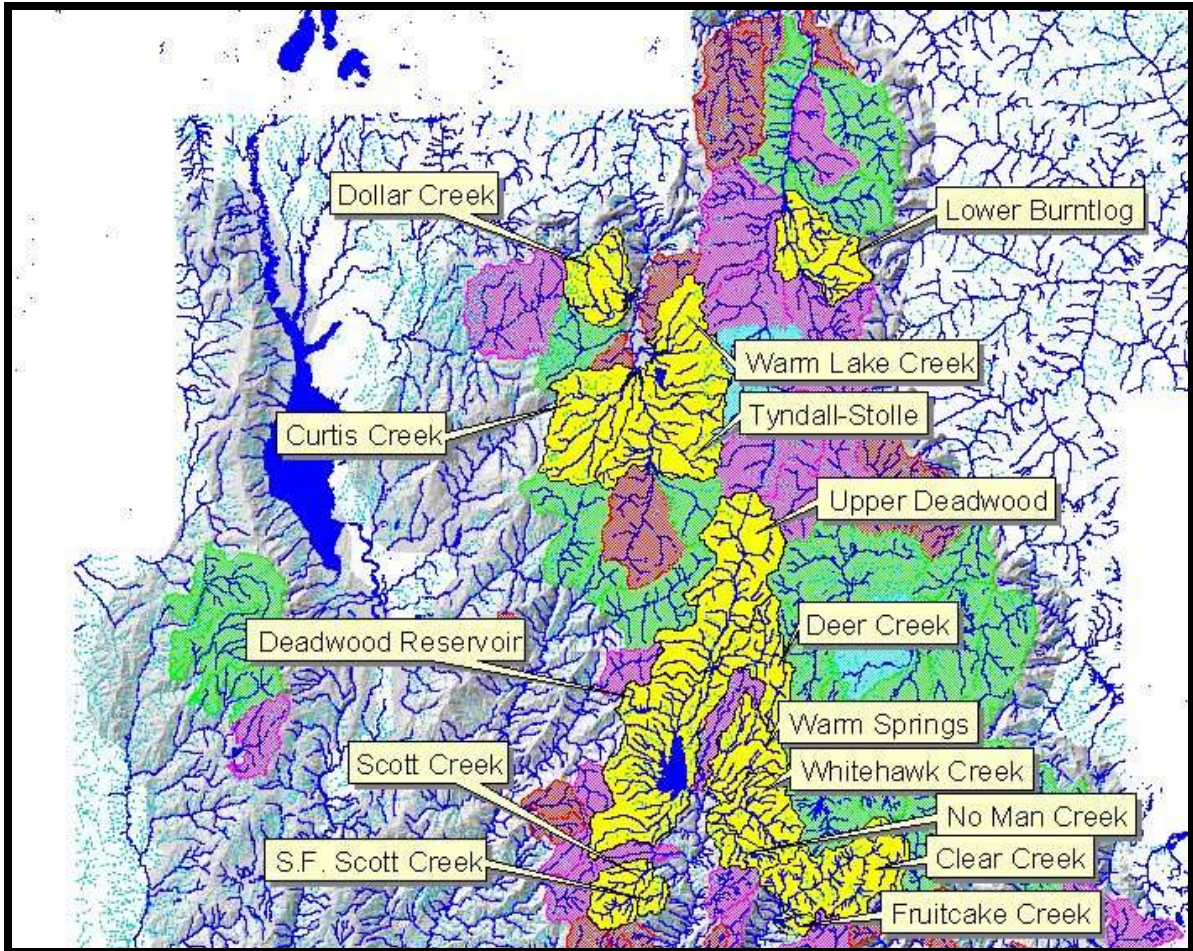 Dollar Creek
Lower Burntlog
Warm Lake Creek
Tyndall-Stolle
Curtis Creek
Upper Deadwood
Deer Creek
Deadwood Reservoir
Warm Springs
Scott Creek
Whitehawk Creek
No Man Creek
S.F. Scott Creek
Clear Creek
Fruitcake Creek